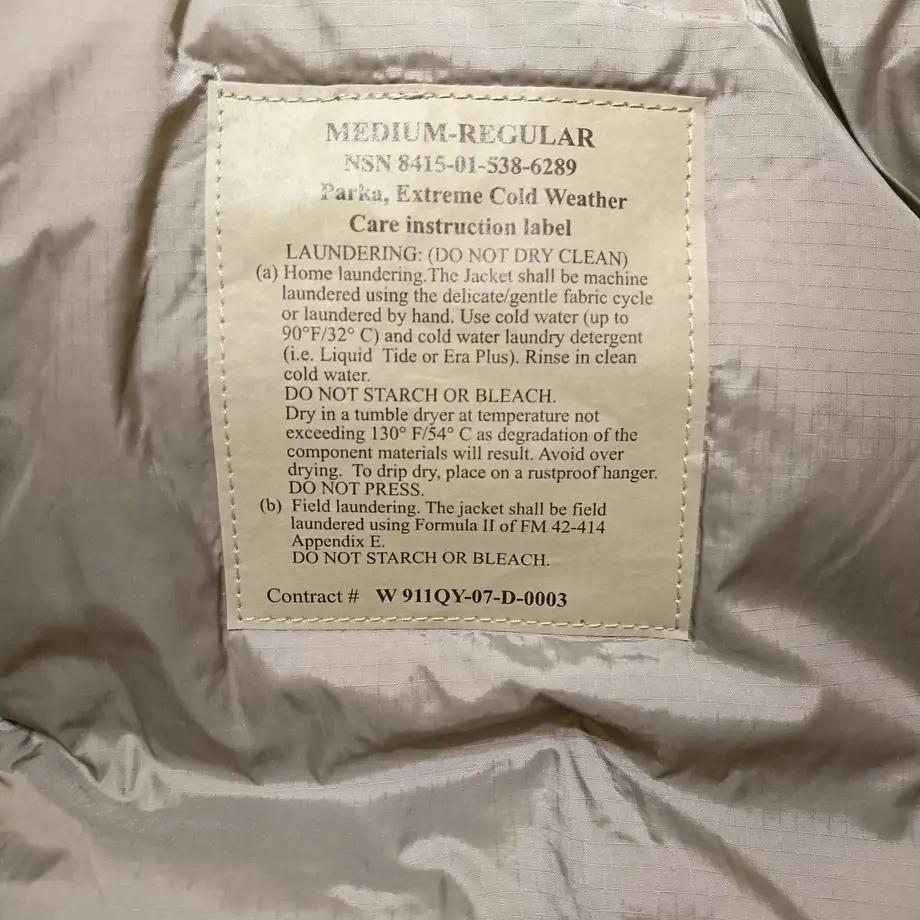 MEDIUM-REGULAR
NSN 8415-01-538-6289
Parka, Extreme Cold Weather
Care instruction label
LAUNDERING: (DO NOT DRY CLEAN)
(a) Home laundering.The Jacket shall be machine
laundered using the delicate/gentle fabric cycle
or laundered by hand. Use cold water (up to
90°F/32° C) and cold water laundry detergent
(i.e. Liquid Tide or Era Plus). Rinse in clean
cold water.
DO NOT STARCH OR BLEACH.
Dry in a tumble dryer at temperature not
exceeding 130° F/54° C as degradation of the
component materials will result. Avoid over
drying. To drip dry, place on a rustproof hanger.
DO NOT PRESS.
(b) Field laundering. The jacket shall be field
laundered using Formula II of FM 42-414
Appendix E.
DO NOT STARCH OR BLEACH.
Contract # W 911QY-07-D-0003